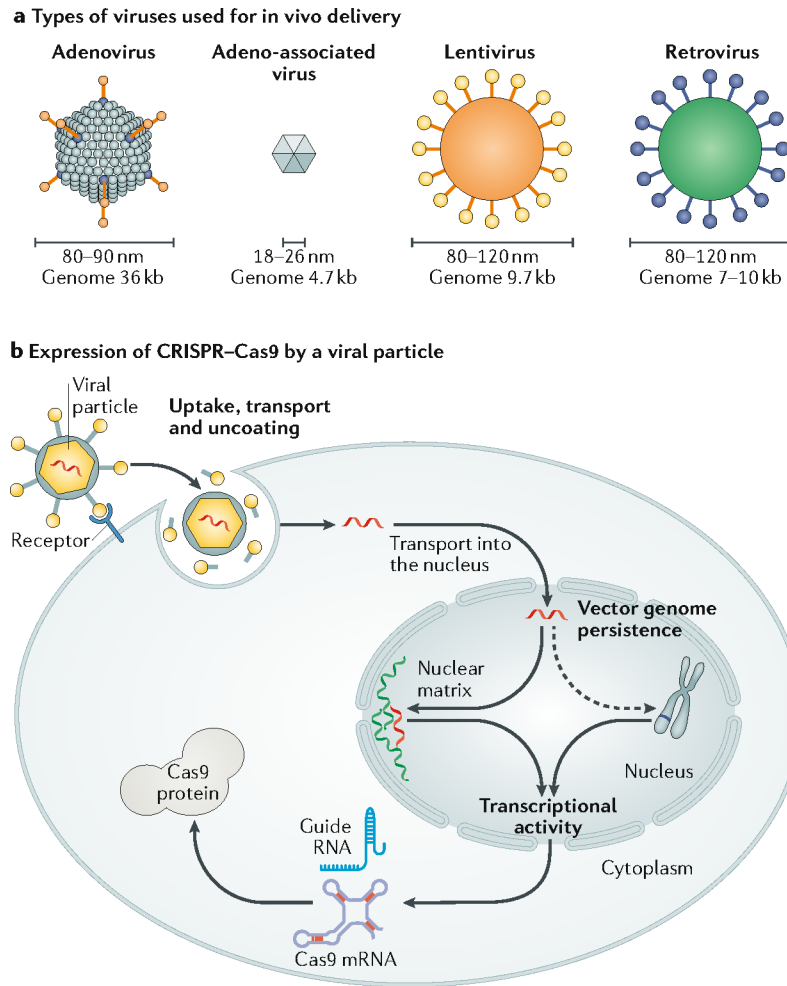 a Types of viruses used for in vivo delivery
Adenovirus
80–90 nm
Genome 36 kb
Adeno-associated
virus
18–26 nm
Genome 4.7 kb
Lentivirus
80–120 nm
Genome 9.7 kb
Retrovirus
80–120 nm
Genome 7–10 kb
b Expression of CRISPR–Cas9 by a viral particle
Viral
particle
Uptake, transport
and uncoating
Receptor
Transport into
the nucleus
Vector genome
persistence
Nuclear
matrix
Nucleus
Transcriptional
activity
Cytoplasm
Guide
RNA
Cas9 mRNA
Cas9
protein